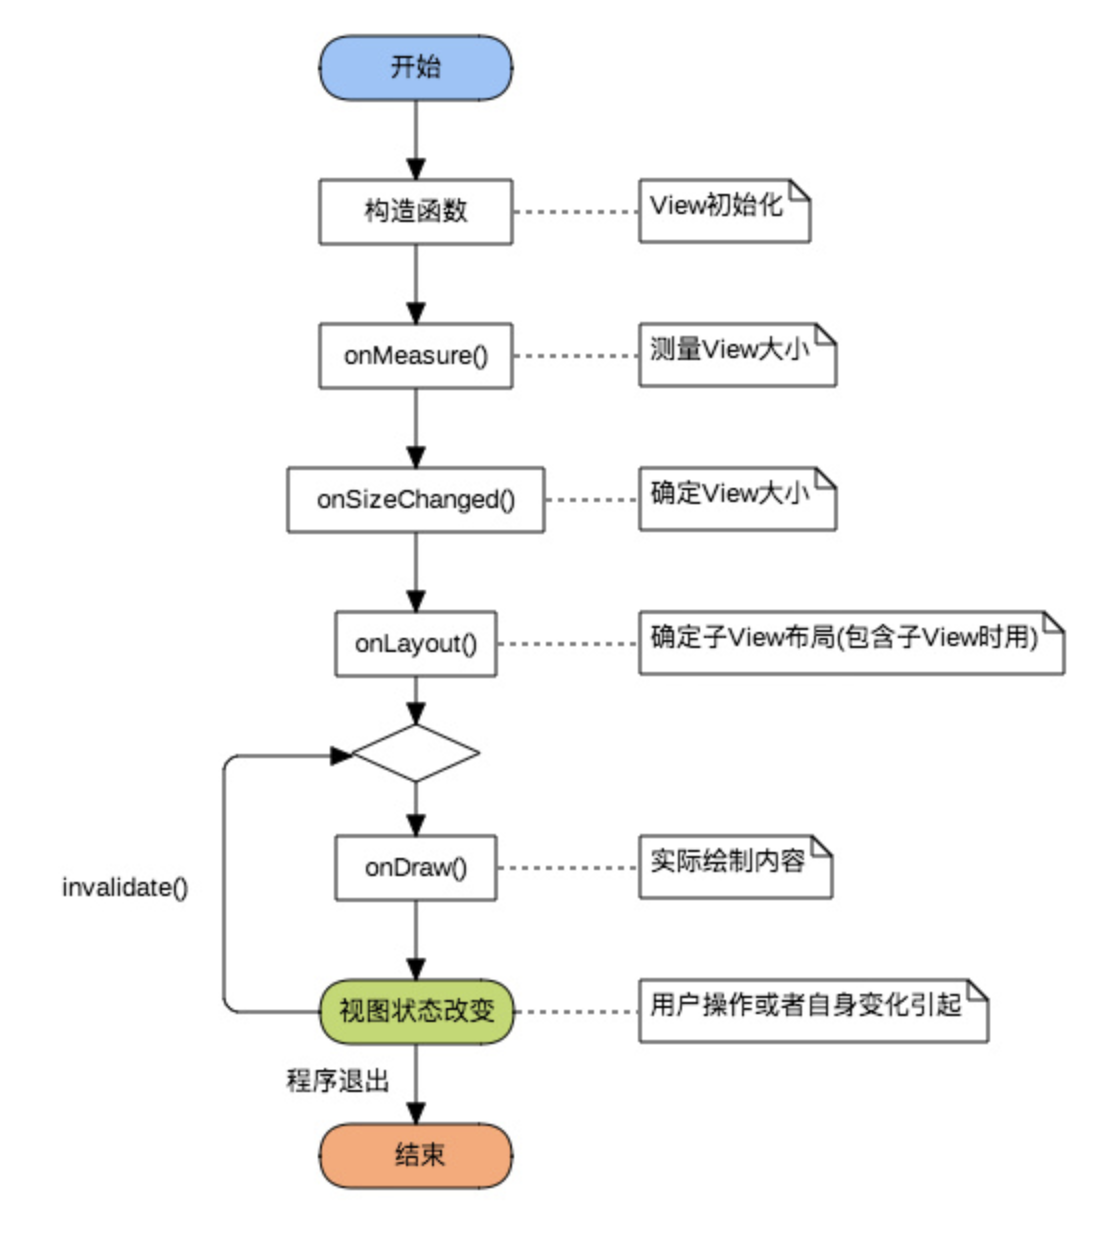 开始
构造函数
View初始化
onMeasure()
测量View大小
onSizeChanged()
确定View大小
onLayout()
确定子View布局(包含子View时用)
onDraw()
实际绘制内容
invalidate()
视图状态改变
用户操作或者自身变化引起
程序退出
结束